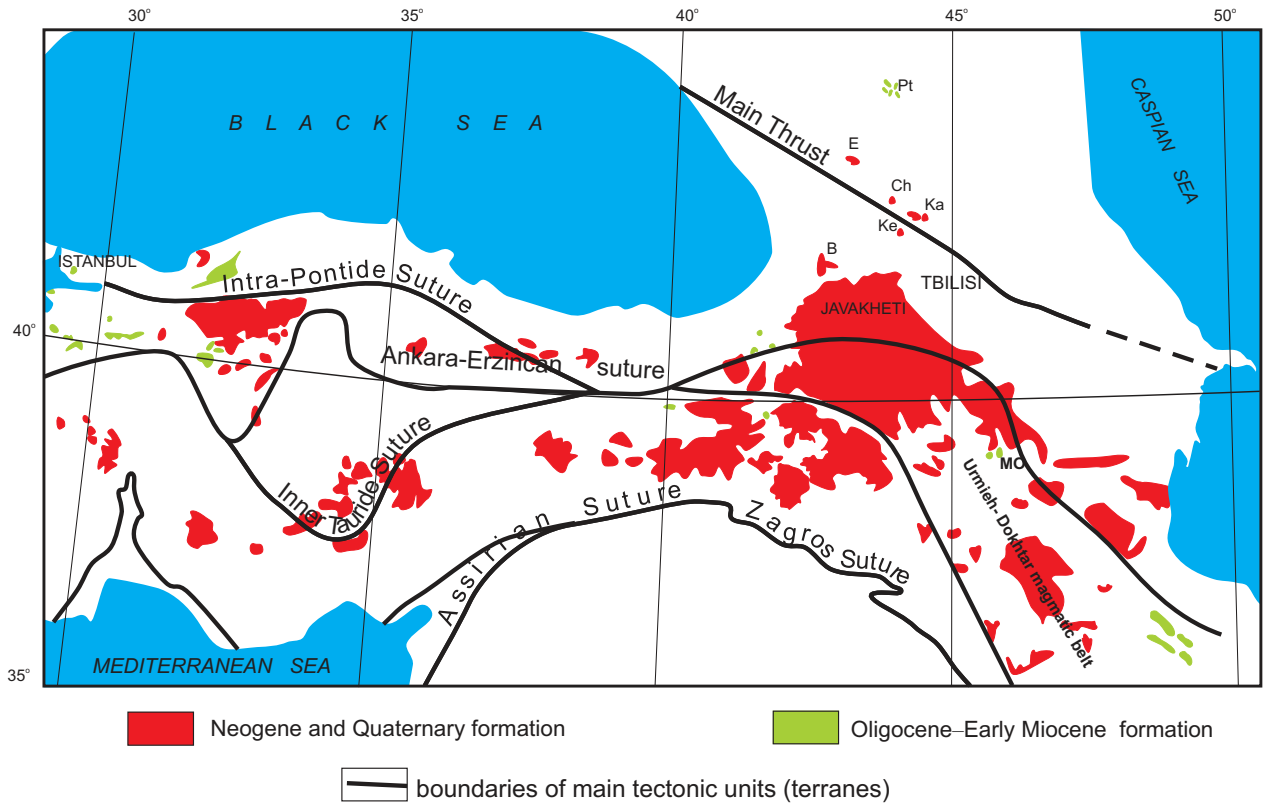 30°
35°
40°
45°
50°
BLACK SEA
CASPIAN SEA
Main Thrust
Pt
E
Ch
Ka
Ke
B
TBILISI
JAVAKHETI
ISTANBUL
Intra-Pontide Suture
40°
Ankara-Erzincan suture
Inner Tauride Suture
Assirian Suture
Zagros Suture
MO
Urmieh-Dokhtar magmatic belt
MEDITERRANEAN SEA
35°
Neogene and Quaternary formation
Oligocene–Early Miocene formation
boundaries of main tectonic units (terranes)